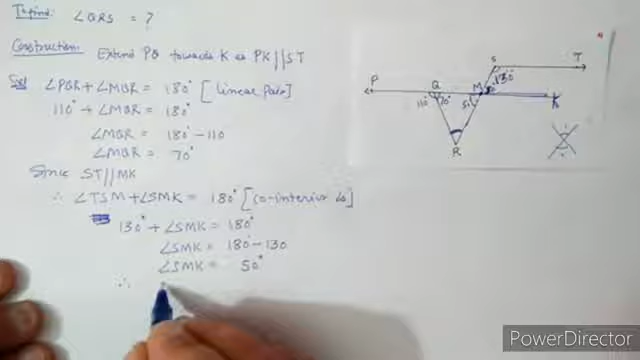 To find: ∠QRS = ?
Construction: Extend PQ towards K as PK||ST
Sol ∠PQR + ∠MQR = 180° [linear pair]
110° + ∠MQR = 180°
∠MQR = 180° - 110
∠MQR = 70°
Since ST||MK
∴ ∠TSM + ∠SMK = 180° [co-interior ∠s]
130° + ∠SMK = 180°
∠SMK = 180° - 130
∠SMK = 50°
∴
S
130°
T
P
Q
M
K
110°
70°
50°
R
PowerDirector